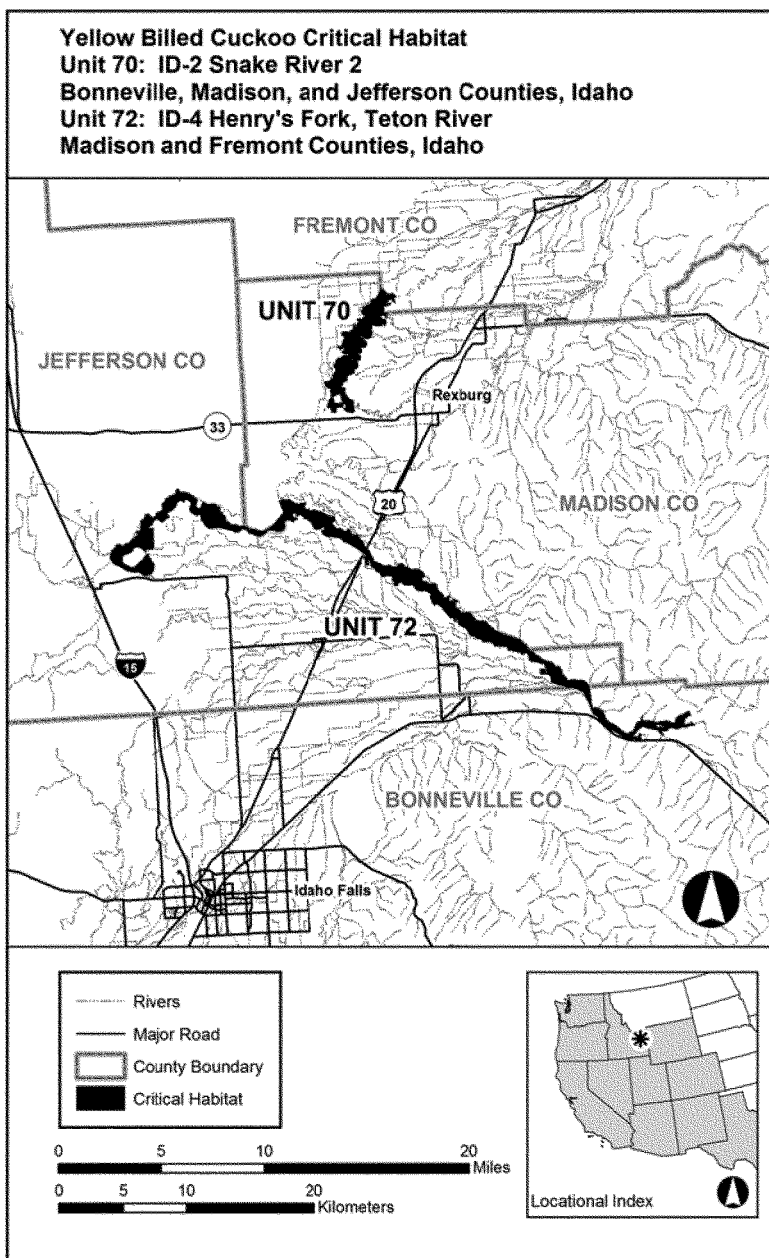 Yellow Billed Cuckoo Critical Habitat
Unit 70: ID-2 Snake River 2
Bonneville, Madison, and Jefferson Counties, Idaho
Unit 72: ID-4 Henry's Fork, Teton River
Madison and Fremont Counties, Idaho
FREMONT CO
UNIT 70
JEFFERSON CO
Rexburg
33
20
MADISON CO
UNIT 72
15
BONNEVILLE CO
Idaho Falls
Rivers
Major Road
County Boundary
Critical Habitat
0 5 10 20
Miles
0 5 10 20
Kilometers
Locational Index